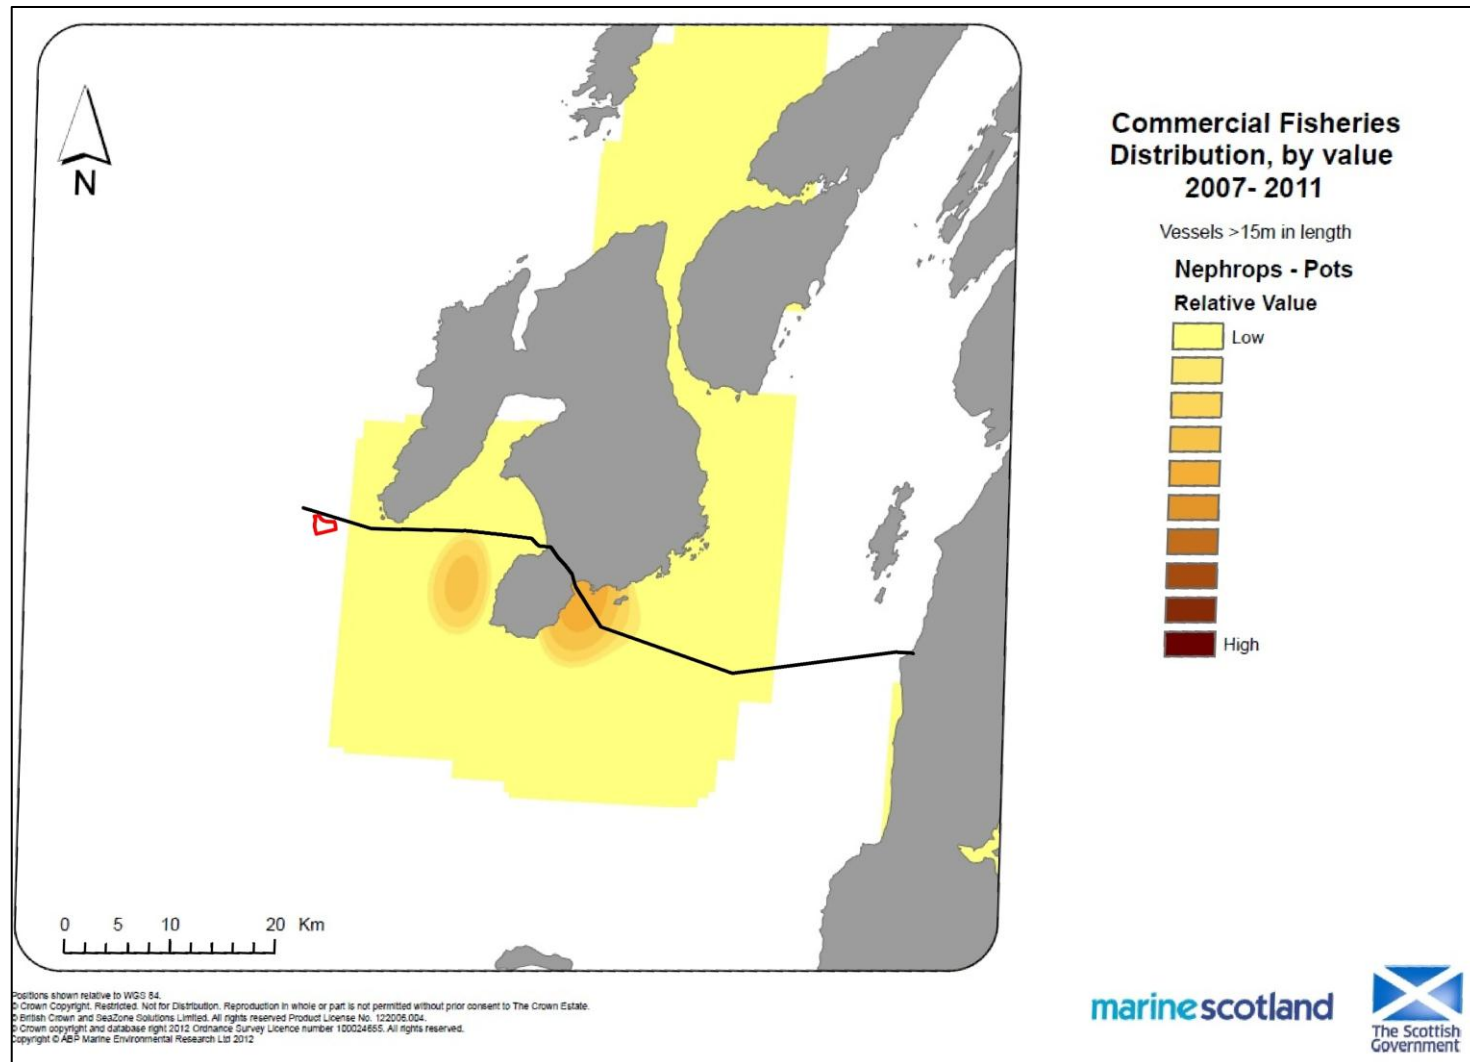 N
Commercial Fisheries
Distribution, by value
2007- 2011
Vessels >15m in length
Nephrops - Pots
Relative Value
Low
High
0 5 10 20 Km
Positions shown relative to WGS 84.
© Crown Copyright. Restricted. Not for Distribution. Reproduction in whole or part is not permitted without prior consent to The Crown Estate.
© British Crown and SeaZone Solutions Limited. All rights reserved Product License No. 122006.004.
© Crown copyright and database right 2012 Ordnance Survey Licence number 100024655. All rights reserved.
Copyright © ABP Marine Environmental Research Ltd 2012
marinescotland
The Scottish
Government